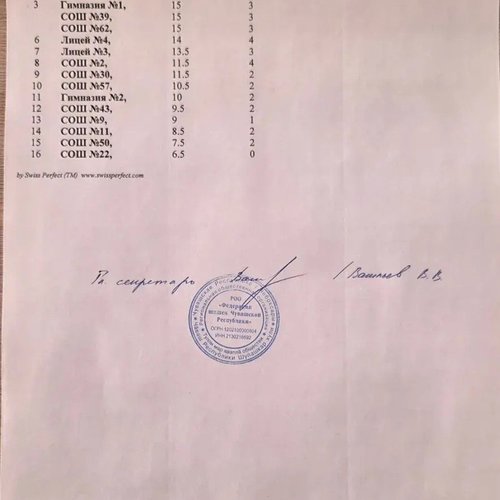 3 Гимназия №1, 15 3
СОШ №39, 15 3
СОШ №62, 15 3
6 Лицей №4, 14 4
7 Лицей №3, 13.5 3
8 СОШ №2, 11.5 4
9 СОШ №30, 11.5 2
10 СОШ №57, 10.5 2
11 Гимназия №2, 10 2
12 СОШ №43, 9.5 2
13 СОШ №9, 9 1
14 СОШ №11, 8.5 2
15 СОШ №50, 7.5 2
16 СОШ №22, 6.5 0
by Swiss Perfect (TM) www.swissperfect.com
Гл. секретарь / Васильев В.В.
РОО
«Федерация
шахмат Чувашской
Республики»